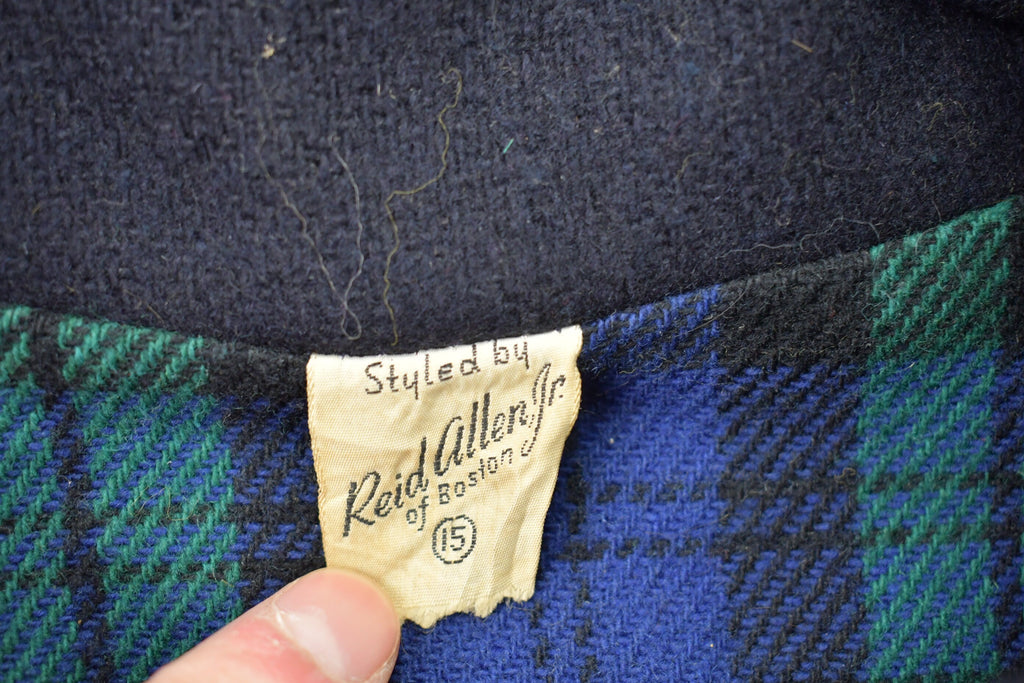 Styled by
Reid Allen, Jr.
of Boston
15